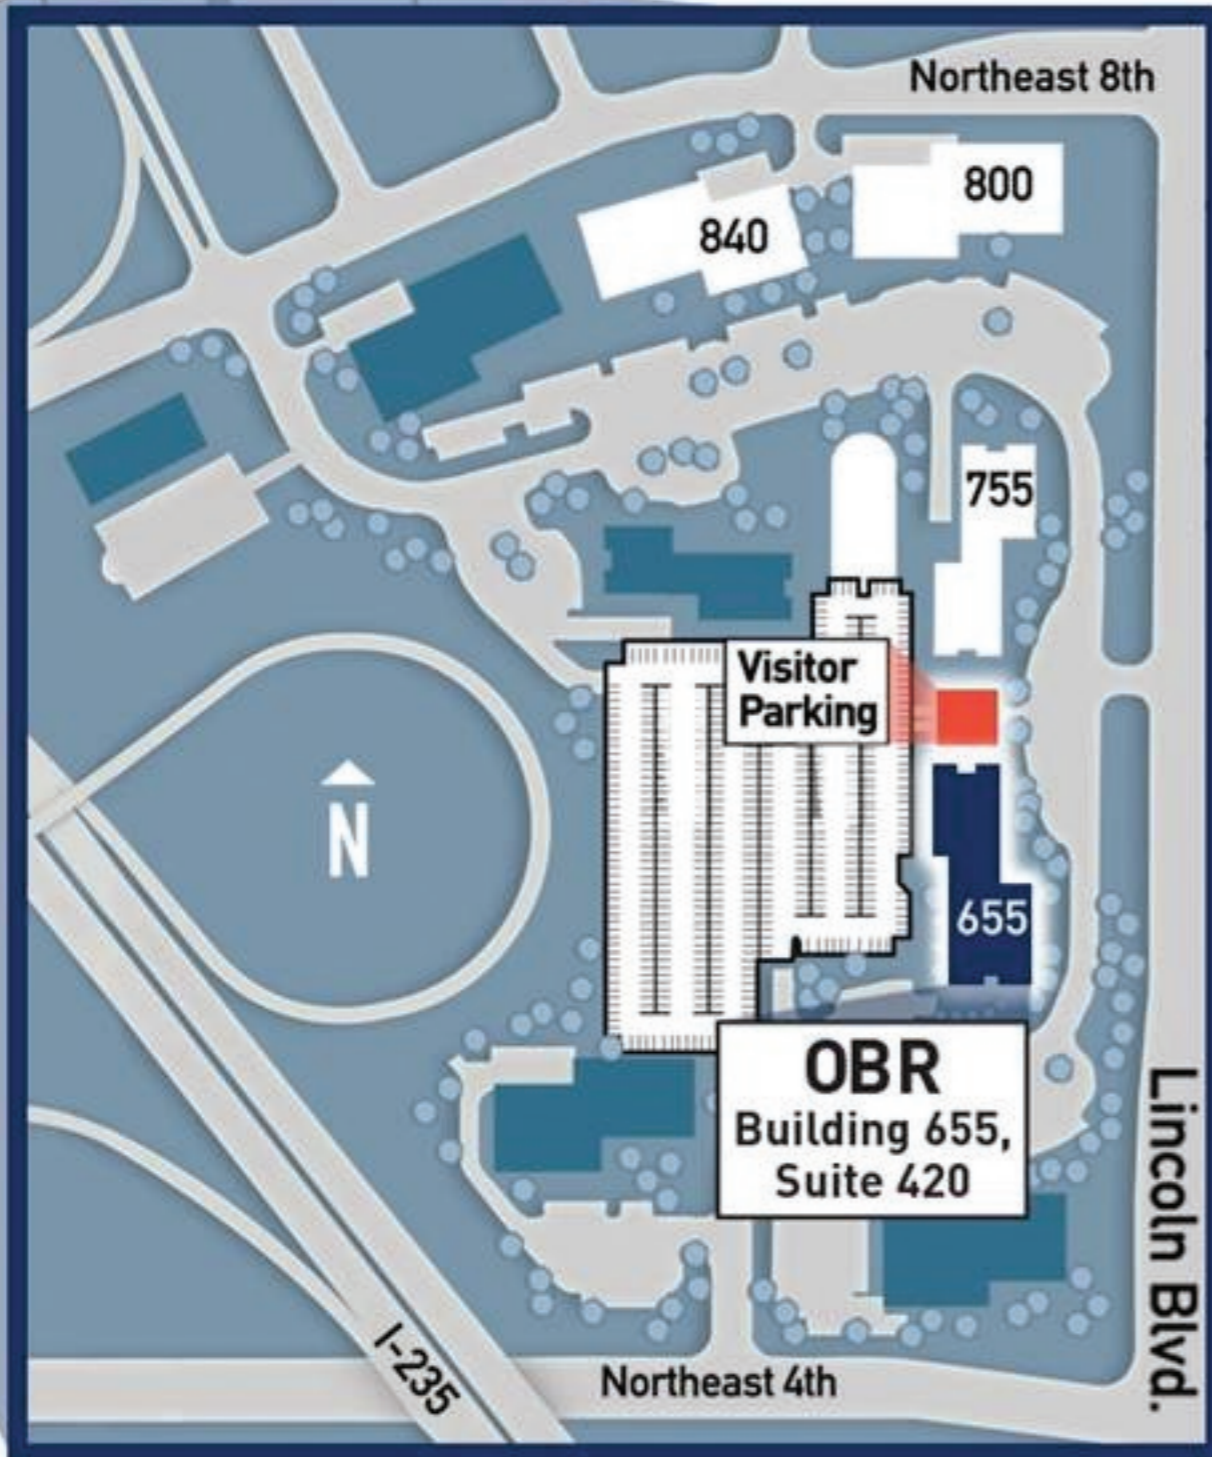 Northeast 8th
800
840
755
Visitor
Parking
N
655
OBR
Building 655,
Suite 420
Lincoln Blvd.
I-235
Northeast 4th